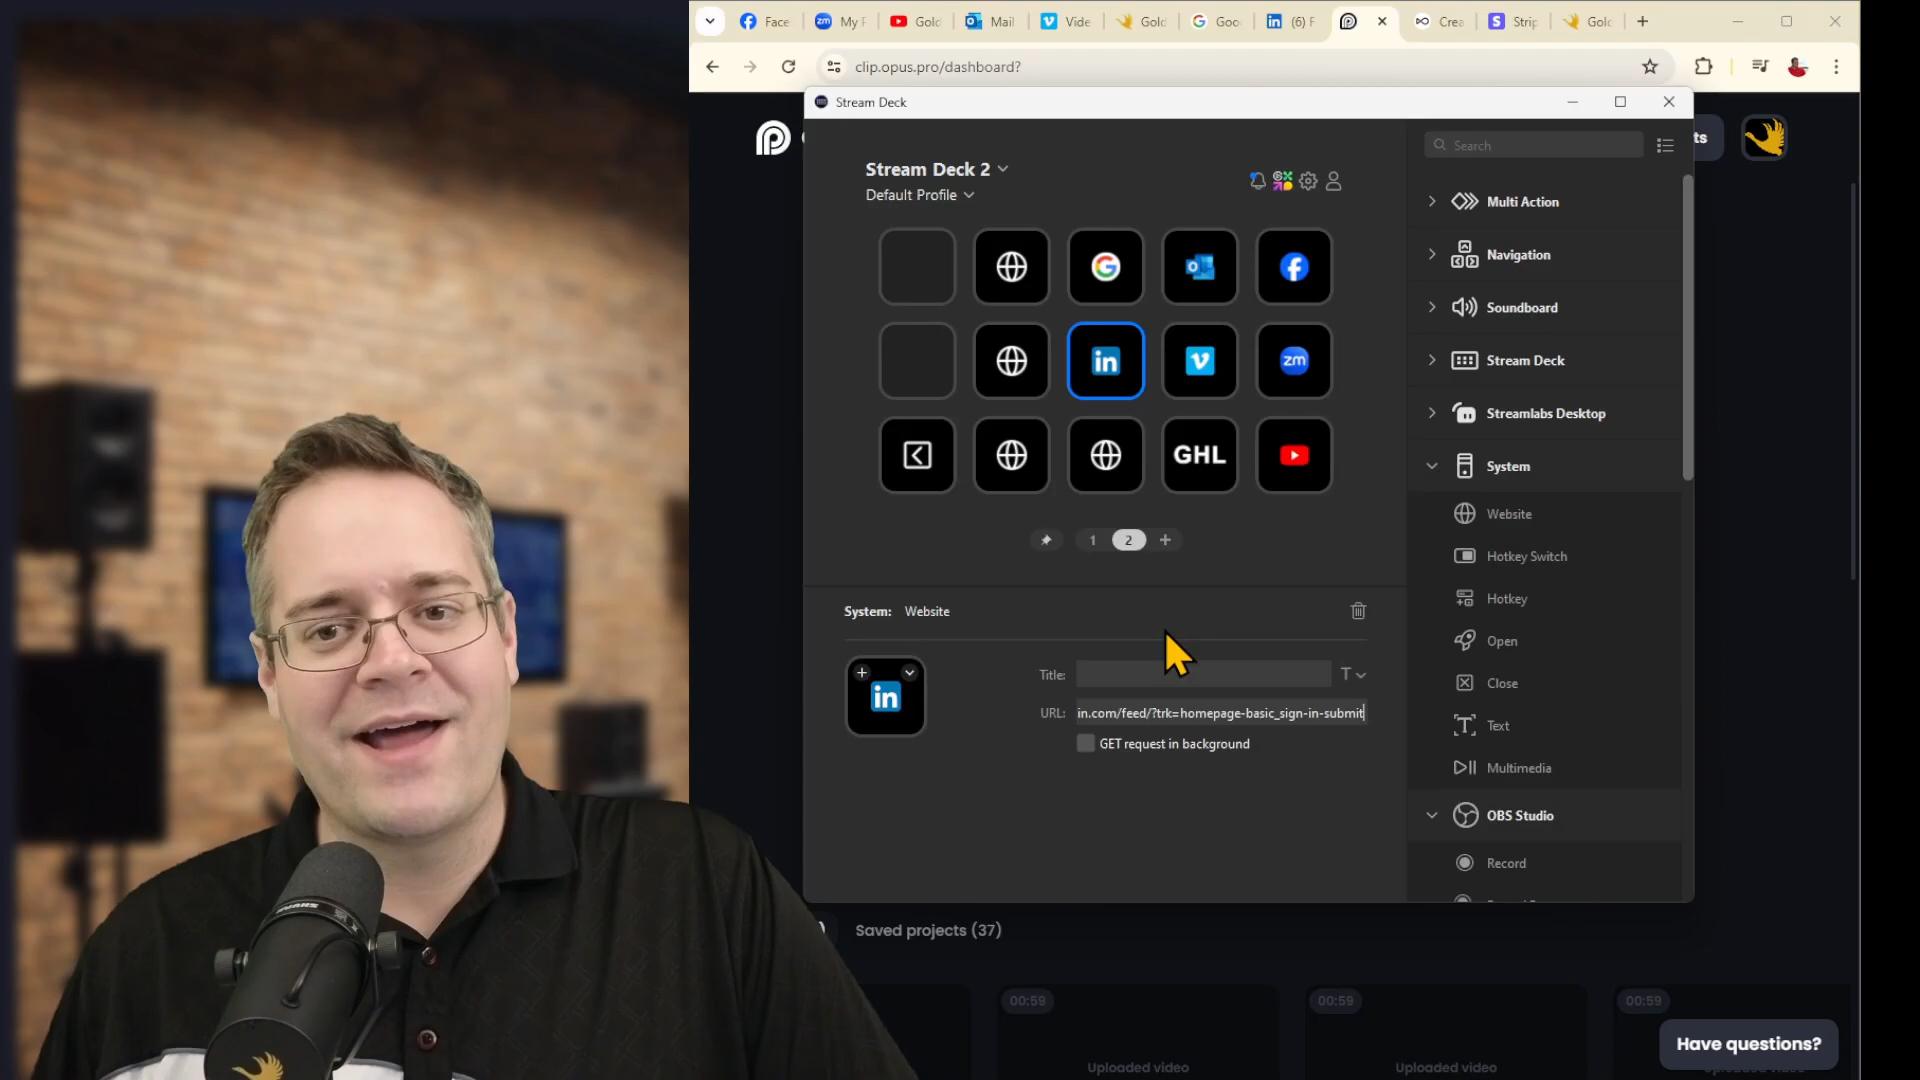 Face
My F
Gold
Mail
Vide
Gold
Goo
(6) F
Crea
Strip
Gold
clip.opus.pro/dashboard?
Stream Deck
ts
Stream Deck 2
Default Profile
Search
Multi Action
Navigation
Soundboard
Stream Deck
Streamlabs Desktop
System
Website
Hotkey Switch
Hotkey
Open
Close
Text
Multimedia
OBS Studio
Record
G
in
zm
GHL
1
2
System: Website
Title:
T
URL: in.com/feed/?trk=homepage-basic_sign-in-submit
GET request in background
in
Saved projects (37)
00:59
00:59
00:59
Uploaded video
Uploaded video
Have questions?